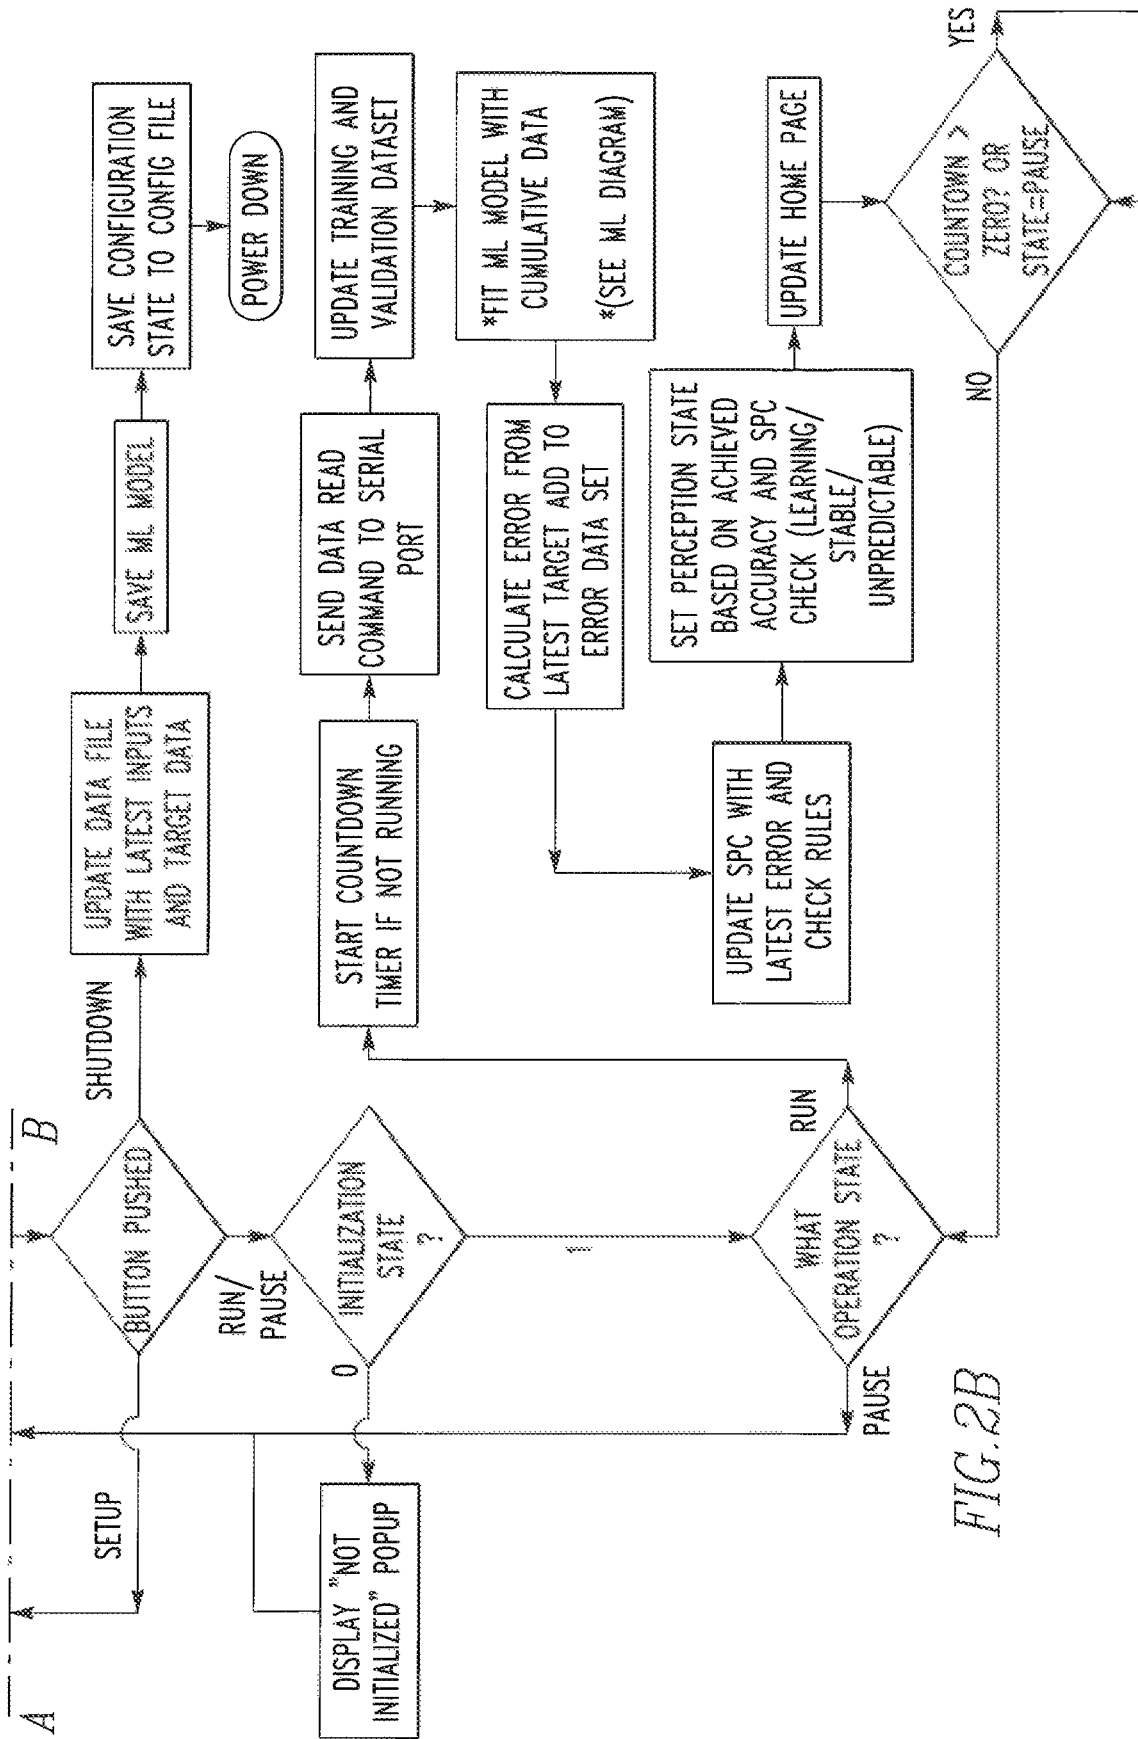 A
B
SETUP
BUTTON PUSHED
SHUTDOWN
UPDATE DATA FILE
WITH LATEST INPUTS
AND TARGET DATA
SAVE ML MODEL
SAVE CONFIGURATION
STATE TO CONFIG FILE
POWER DOWN
RUN/
PAUSE
DISPLAY "NOT
INITIALIZED" POPUP
0
INITIALIZATION
STATE
?
1
START COUNTDOWN
TIMER IF NOT RUNNING
SEND DATA READ
COMMAND TO SERIAL
PORT
UPDATE TRAINING AND
VALIDATION DATASET
*FIT ML MODEL WITH
CUMULATIVE DATA
*(SEE ML DIAGRAM)
CALCULATE ERROR FROM
LATEST TARGET ADD TO
ERROR DATA SET
UPDATE SPC WITH
LATEST ERROR AND
CHECK RULES
SET PERCEPTION STATE
BASED ON ACHIEVED
ACCURACY AND SPC
CHECK (LEARNING/
STABLE/
UNPREDICTABLE)
UPDATE HOME PAGE
PAUSE
WHAT
OPERATION STATE
?
RUN
NO
COUNTOWN >
ZERO? OR
STATE=PAUSE
YES
FIG. 2B